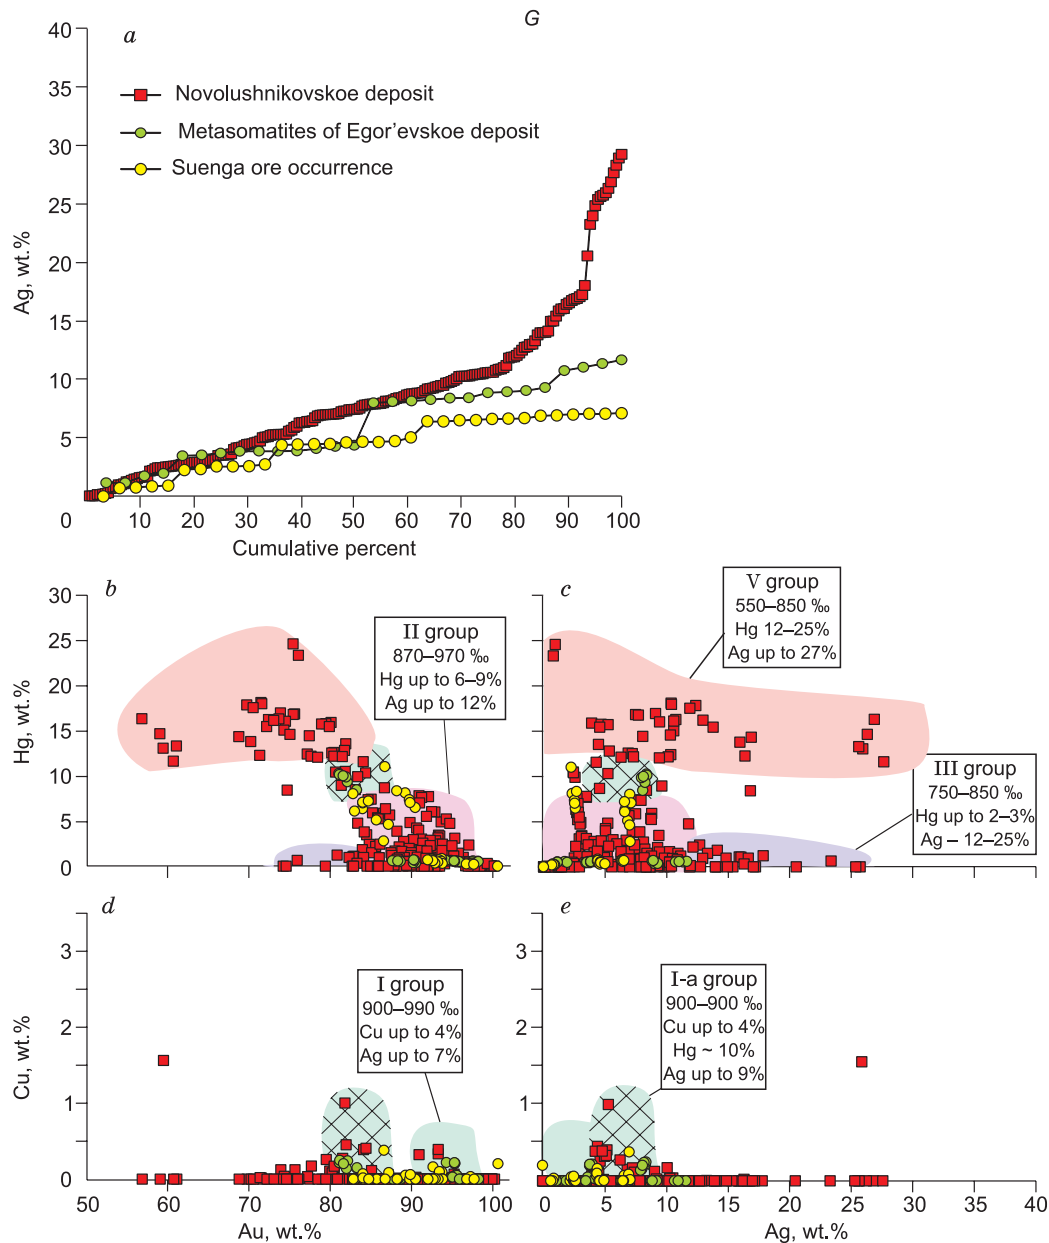 G
a
40
35
30
25
20
15
10
5
0
Ag, wt.%
Novolushnikovskoe deposit
Metasomatites of Egor'evskoe deposit
Suenga ore occurrence
10 20 30 40 50 60 70 80 90 100
Cumulative percent
b
30
25
20
15
10
5
0
Hg, wt.%
II group
870–970 ‰
Hg up to 6–9%
Ag up to 12%
c
V group
550–850 ‰
Hg 12–25%
Ag up to 27%
III group
750–850 ‰
Hg up to 2–3%
Ag – 12–25%
d
3
2
1
0
Cu, wt.%
I group
900–990 ‰
Cu up to 4%
Ag up to 7%
50 60 70 80 90 100
Au, wt.%
e
3
2
1
I-a group
900–900 ‰
Cu up to 4%
Hg ~ 10%
Ag up to 9%
0 5 10 15 20 25 30 35 40
Ag, wt.%